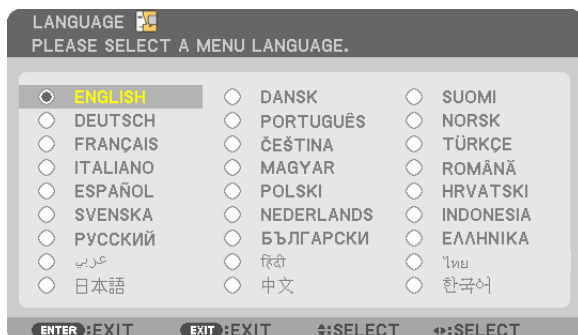 LANGUAGE
PLEASE SELECT A MENU LANGUAGE.
ENGLISH DANSK SUOMI
DEUTSCH PORTUGUÊS NORSK
FRANÇAIS ČEŠTINA TÜRKÇE
ITALIANO MAGYAR ROMÂNĂ
ESPAÑOL POLSKI HRVATSKI
SVENSKA NEDERLANDS INDONESIA
РУССКИЙ БЪЛГАРСКИ ΕΛΛΗΝΙΚΑ
عربي हिंदी ไทย
日本語 中文 한국어
ENTER :EXIT EXIT :EXIT :SELECT :SELECT